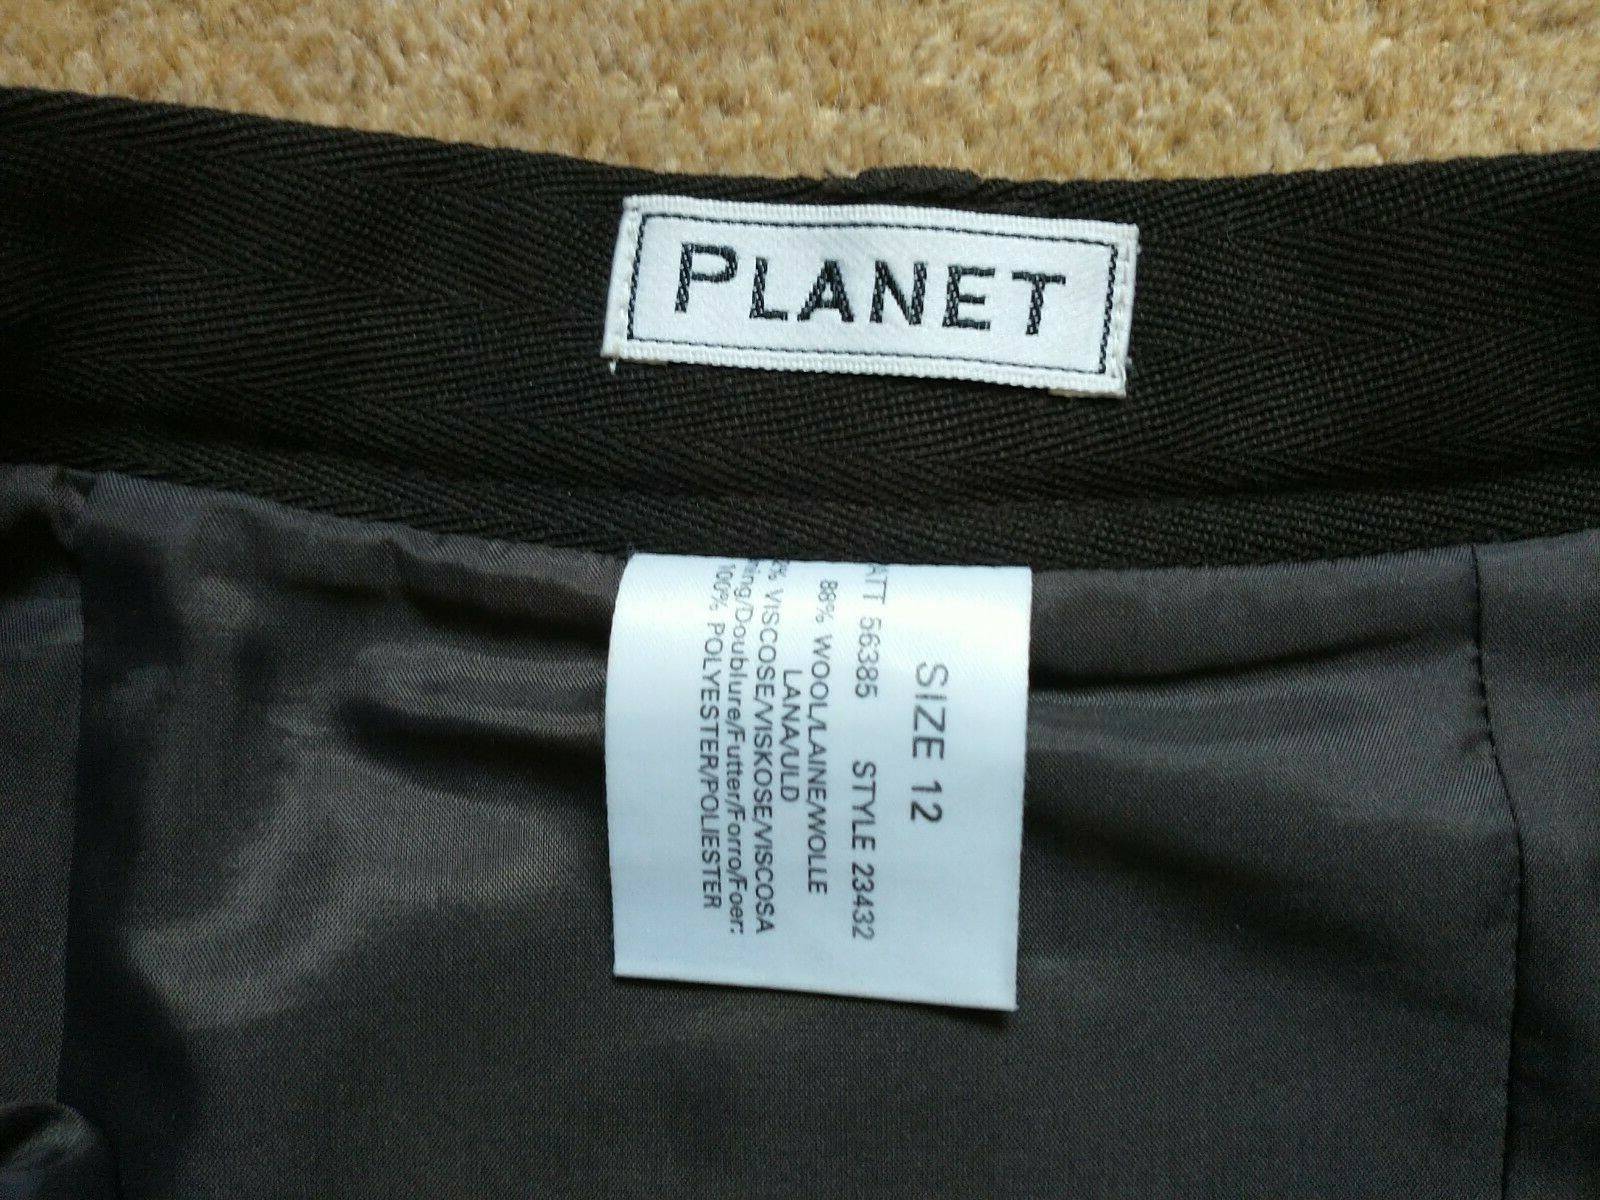 PLANET
SIZE 12
56385 STYLE 23432
88% WOOL/LAINE/WOLLE
LANA/ULD
VISCOSE/VISKOSE/VISCOSA
/Doublure/Futter/Forro/Foer:
100% POLYESTER/POLIESTER